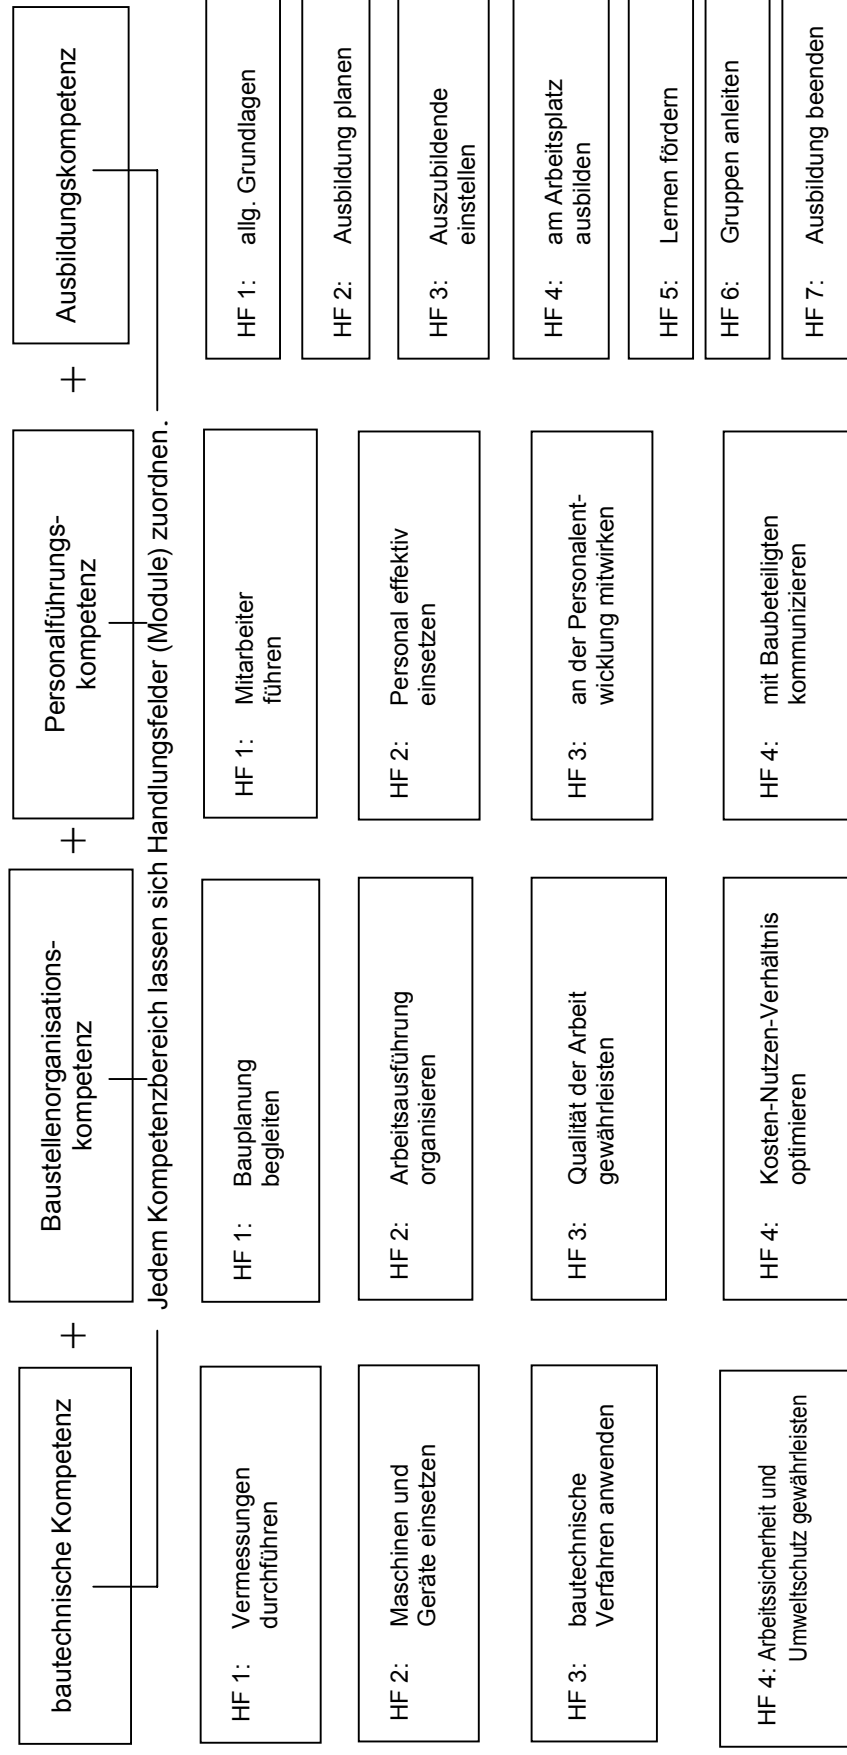 bautechnische Kompetenz
+
Baustellenorganisations-
kompetenz
+
Personalführungs-
kompetenz
+
Ausbildungskompetenz
Jedem Kompetenzbereich lassen sich Handlungsfelder (Module) zuordnen.
HF 1: Vermessungen
durchführen
HF 2: Maschinen und
Geräte einsetzen
HF 3: bautechnische
Verfahren anwenden
HF 4: Arbeitssicherheit und
Umweltschutz gewährleisten
HF 1: Bauplanung
begleiten
HF 2: Arbeitsausführung
organisieren
HF 3: Qualität der Arbeit
gewährleisten
HF 4: Kosten-Nutzen-Verhältnis
optimieren
HF 1: Mitarbeiter
führen
HF 2: Personal effektiv
einsetzen
HF 3: an der Personalent-
wicklung mitwirken
HF 4: mit Baubeteiligten
kommunizieren
HF 1: allg. Grundlagen
HF 2: Ausbildung planen
HF 3: Auszubildende
einstellen
HF 4: am Arbeitsplatz
ausbilden
HF 5: Lernen fördern
HF 6: Gruppen anleiten
HF 7: Ausbildung beenden